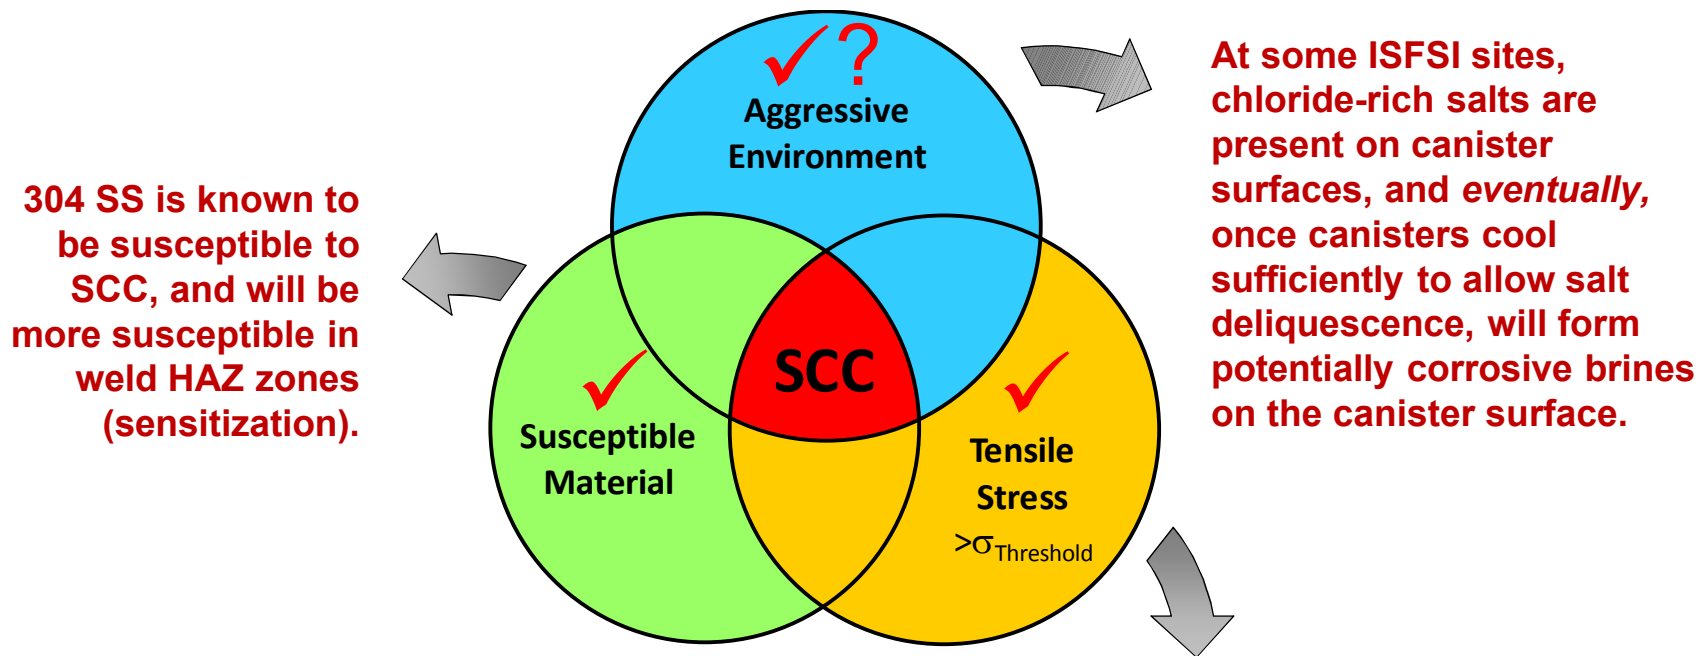 ✓?
Aggressive
Environment
At some ISFSI sites,
chloride-rich salts are
present on canister
surfaces, and eventually,
once canisters cool
sufficiently to allow salt
deliquescence, will form
potentially corrosive brines
on the canister surface.
304 SS is known to
be susceptible to
SCC, and will be
more susceptible in
weld HAZ zones
(sensitization).
SCC
✓
Susceptible
Material
✓
Tensile
Stress
>σThreshold